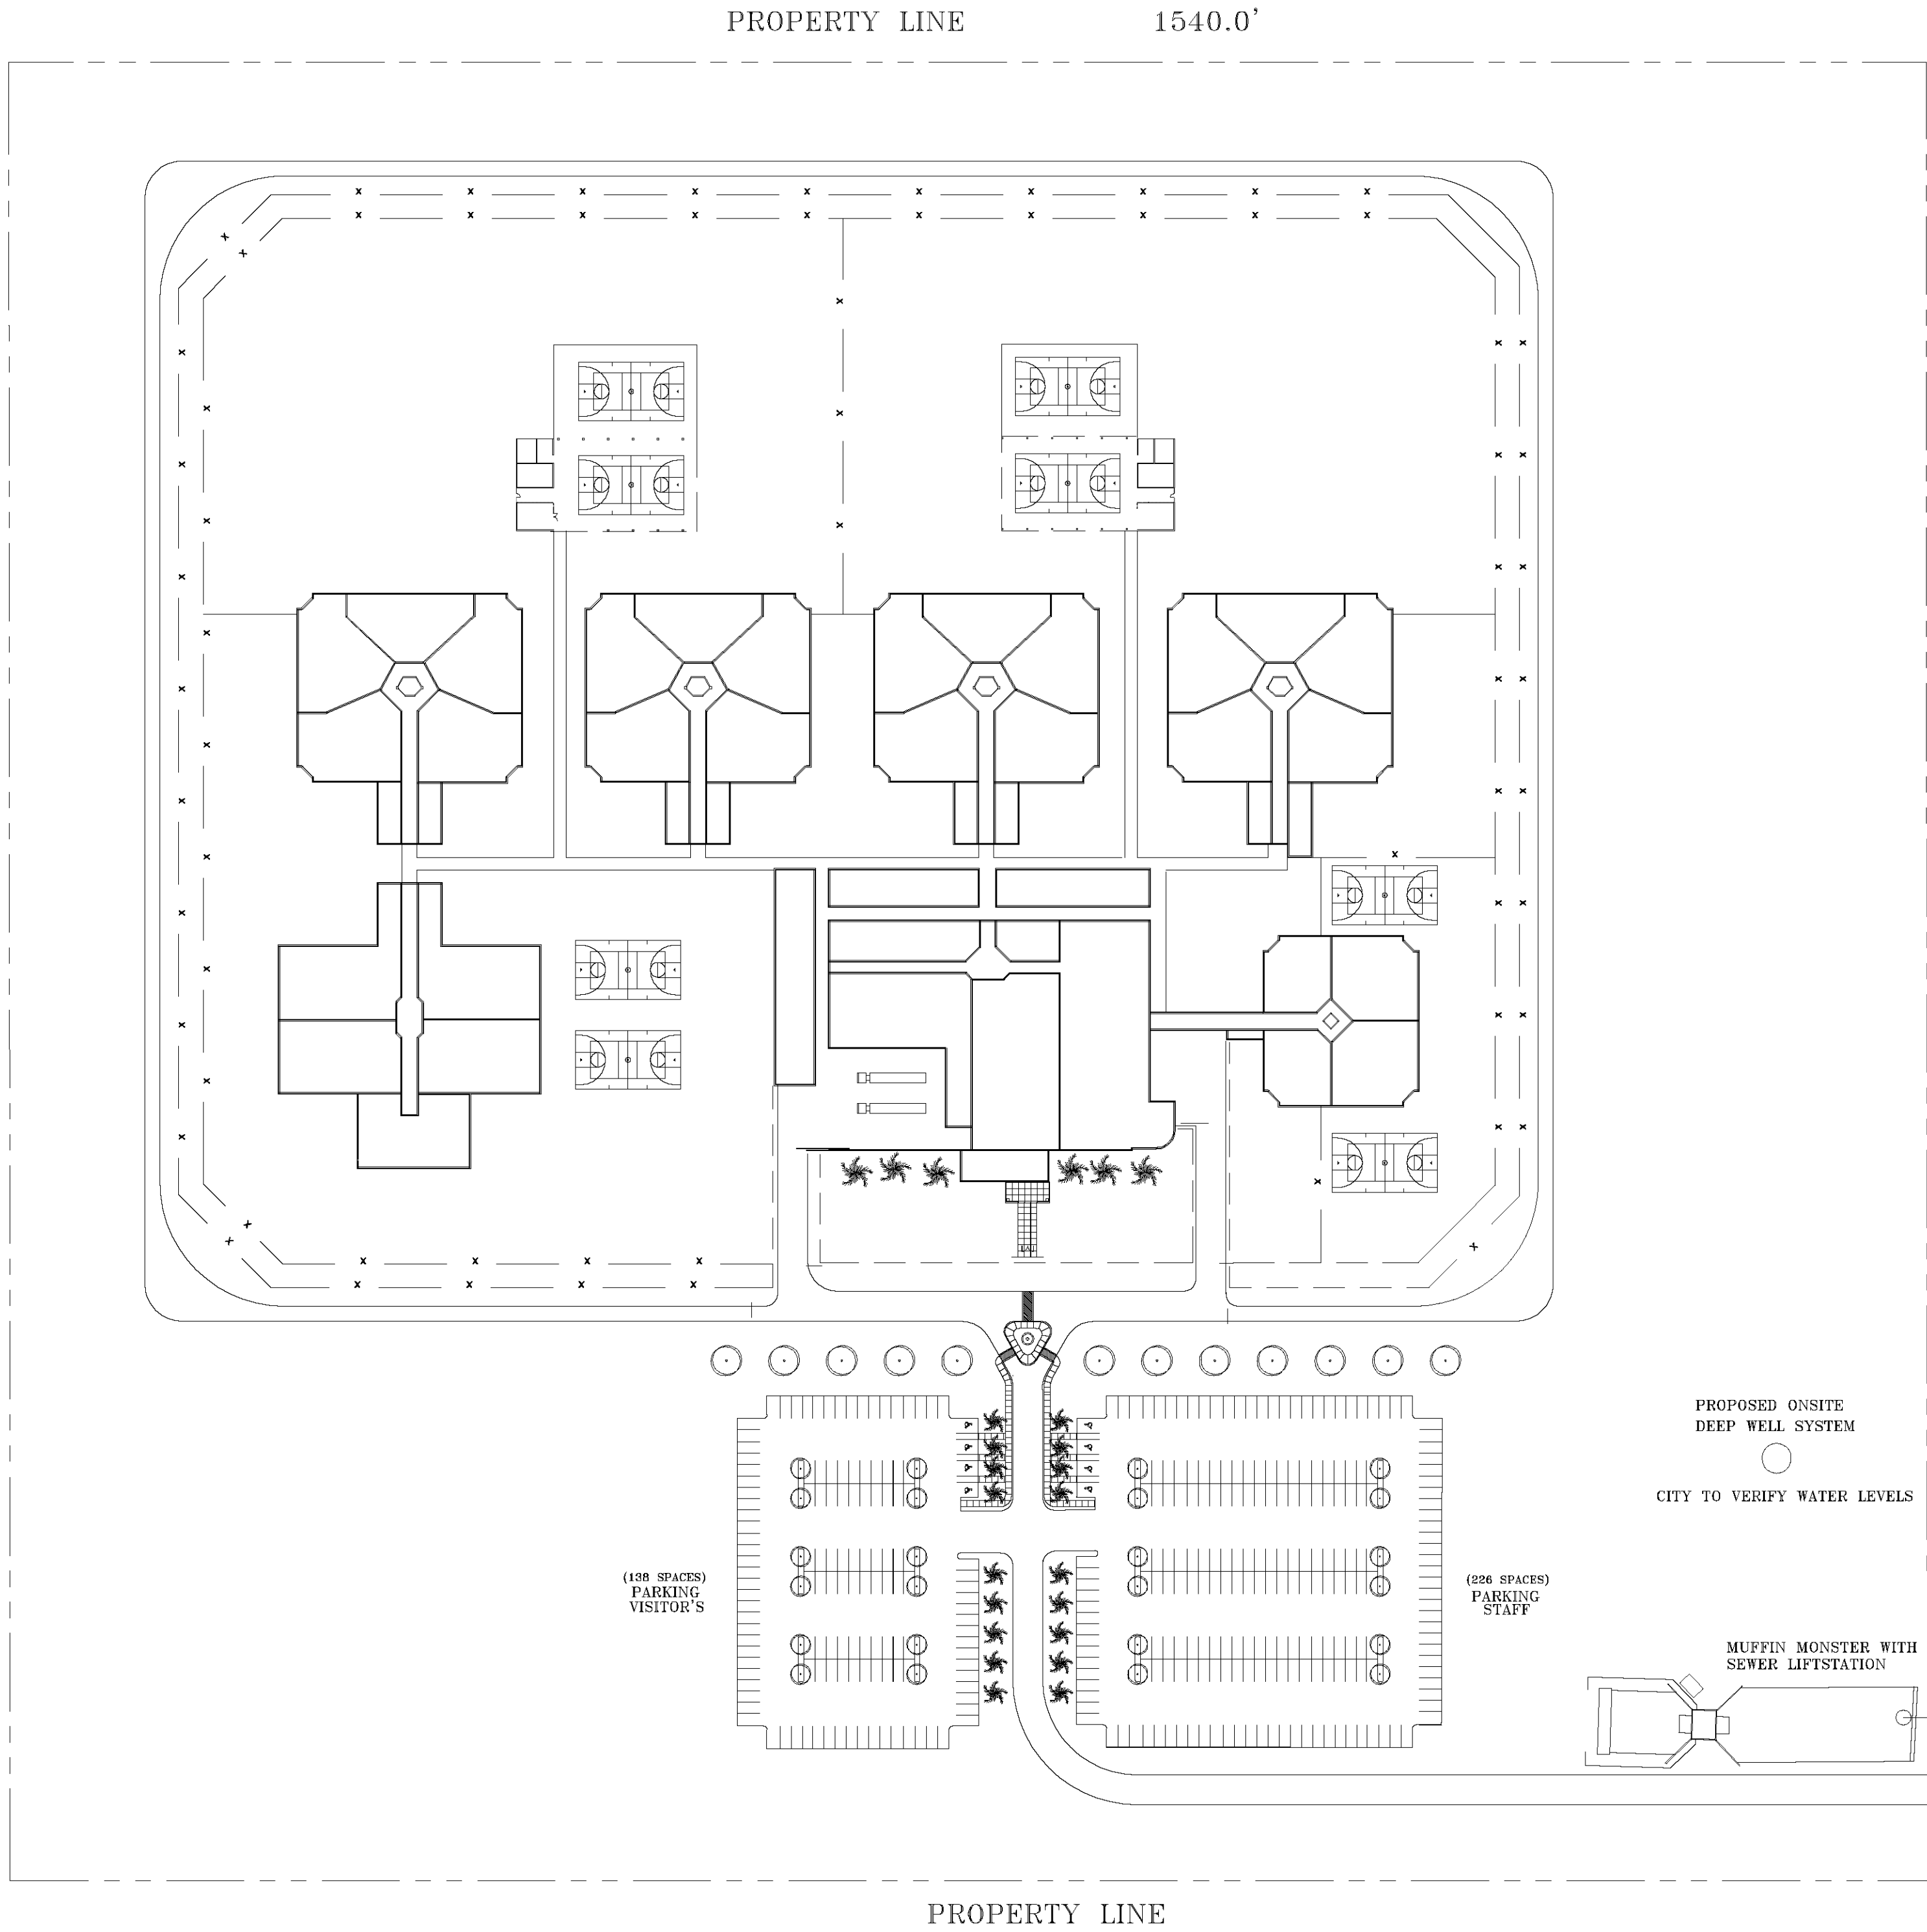 PROPERTY LINE 1540.0'
PROPOSED ONSITE
DEEP WELL SYSTEM
CITY TO VERIFY WATER LEVELS
(138 SPACES)
PARKING
VISITOR'S
(226 SPACES)
PARKING
STAFF
MUFFIN MONSTER WITH
SEWER LIFTSTATION
PROPERTY LINE